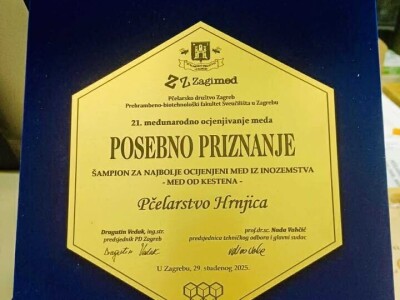 Zagimed
Pčelarsko društvo Zagreb
Prehrambeno-biotehnološki fakultet Sveučilišta u Zagrebu
21. međunarodno ocjenjivanje meda
POSEBNO PRIZNANJE
ŠAMPION ZA NAJBOLJE OCIJENJENI MED IZ INOZEMSTVA
- MED OD KESTENA -
Pčelarstvo Hrnjica
Dragutin Vedak, ing.str.
predsjednik PD Zagreb
prof.dr.sc. Nada Vahčić
predsjednica tehničkog odbora i glavni sudac
U Zagrebu, 29. studenog 2025.